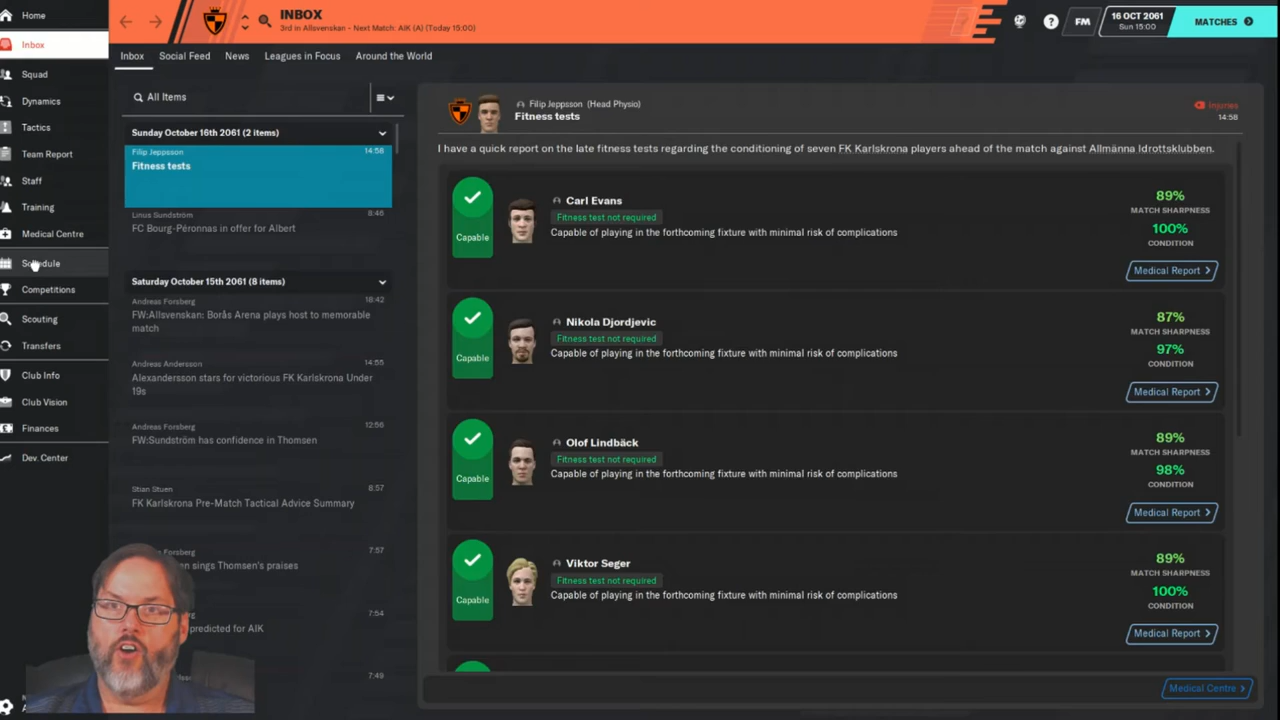 Home
Inbox
Squad
Dynamics
Tactics
Team Report
Staff
Training
Medical Centre
Schedule
Competitions
Scouting
Transfers
Club Info
Club Vision
Finances
Dev. Center
INBOX
3rd in Allsvenskan - Next Match: AIK (A) (Today 15:00)
?
FM
16 OCT 2061
Sun 15:00
MATCHES
Inbox
Social Feed
News
Leagues in Focus
Around the World
All Items
Sunday October 16th 2061 (2 items)
Filip Jeppsson 14:58
Fitness tests
Linus Sundström 8:46
FC Bourg-Péronnas in offer for Albert
Saturday October 15th 2061 (8 items)
Andreas Forsberg 18:42
FW:Allsvenskan: Borås Arena plays host to memorable
match
Andreas Andersson 14:55
Alexandersson stars for victorious FK Karlskrona Under
19s
Andreas Forsberg 12:56
FW:Sundström has confidence in Thomsen
Stian Stuen 8:57
FK Karlskrona Pre-Match Tactical Advice Summary
Forsberg 7:57
sings Thomsen's praises
7:54
predicted for AIK
7:49
Filip Jeppsson (Head Physio)
Fitness tests
Injuries
14:58
I have a quick report on the late fitness tests regarding the conditioning of seven FK Karlskrona players ahead of the match against Allmänna Idrottsklubben.
Capable
Carl Evans
Fitness test not required
Capable of playing in the forthcoming fixture with minimal risk of complications
89%
MATCH SHARPNESS
100%
CONDITION
Medical Report
Capable
Nikola Djordjevic
Fitness test not required
Capable of playing in the forthcoming fixture with minimal risk of complications
87%
MATCH SHARPNESS
97%
CONDITION
Medical Report
Capable
Olof Lindbäck
Fitness test not required
Capable of playing in the forthcoming fixture with minimal risk of complications
89%
MATCH SHARPNESS
98%
CONDITION
Medical Report
Capable
Viktor Seger
Fitness test not required
Capable of playing in the forthcoming fixture with minimal risk of complications
89%
MATCH SHARPNESS
100%
CONDITION
Medical Report
Medical Centre